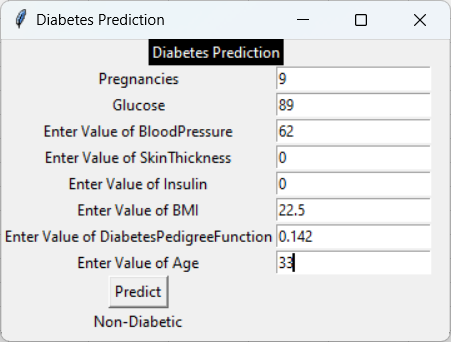 Diabetes Prediction
Diabetes Prediction
Pregnancies 9
Glucose 89
Enter Value of BloodPressure 62
Enter Value of SkinThickness 0
Enter Value of Insulin 0
Enter Value of BMI 22.5
Enter Value of DiabetesPedigreeFunction 0.142
Enter Value of Age 33
Predict
Non-Diabetic